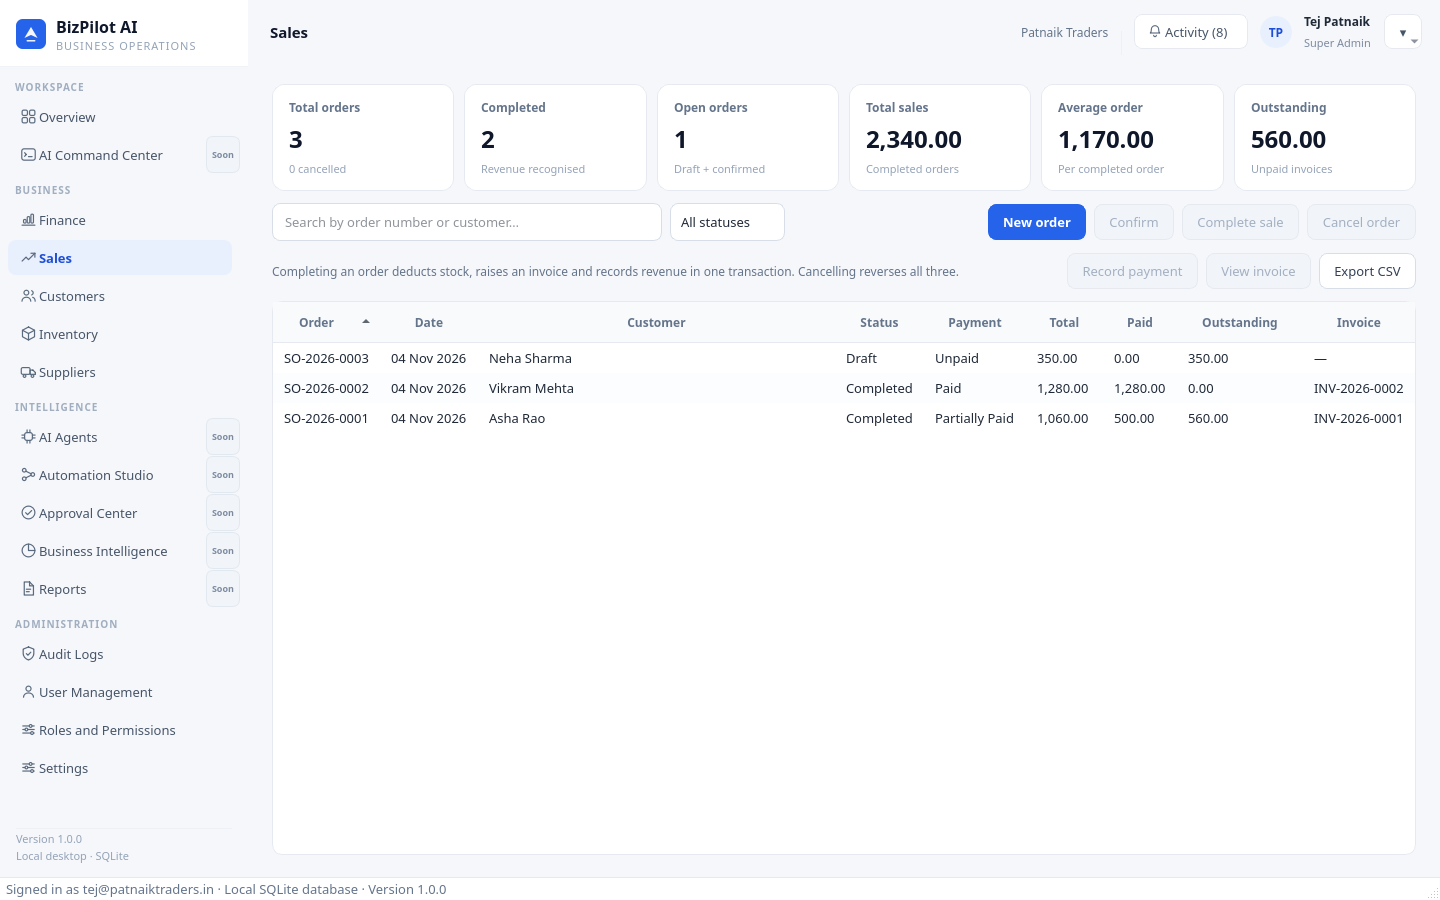 BizPilot AI
BUSINESS OPERATIONS
WORKSPACE
Overview
AI Command Center Soon
BUSINESS
Finance
Sales
Customers
Inventory
Suppliers
INTELLIGENCE
AI Agents Soon
Automation Studio Soon
Approval Center Soon
Business Intelligence Soon
Reports Soon
ADMINISTRATION
Audit Logs
User Management
Roles and Permissions
Settings
Version 1.0.0
Local desktop · SQLite
Sales
Patnaik Traders
Activity (8)
TP
Tej Patnaik
Super Admin
Total orders
3
0 cancelled
Completed
2
Revenue recognised
Open orders
1
Draft + confirmed
Total sales
2,340.00
Completed orders
Average order
1,170.00
Per completed order
Outstanding
560.00
Unpaid invoices
Search by order number or customer...
All statuses
New order
Confirm
Complete sale
Cancel order
Completing an order deducts stock, raises an invoice and records revenue in one transaction. Cancelling reverses all three.
Record payment
View invoice
Export CSV
Order Date Customer Status Payment Total Paid Outstanding Invoice
SO-2026-0003 04 Nov 2026 Neha Sharma Draft Unpaid 350.00 0.00 350.00 —
SO-2026-0002 04 Nov 2026 Vikram Mehta Completed Paid 1,280.00 1,280.00 0.00 INV-2026-0002
SO-2026-0001 04 Nov 2026 Asha Rao Completed Partially Paid 1,060.00 500.00 560.00 INV-2026-0001
Signed in as tej@patnaiktraders.in · Local SQLite database · Version 1.0.0